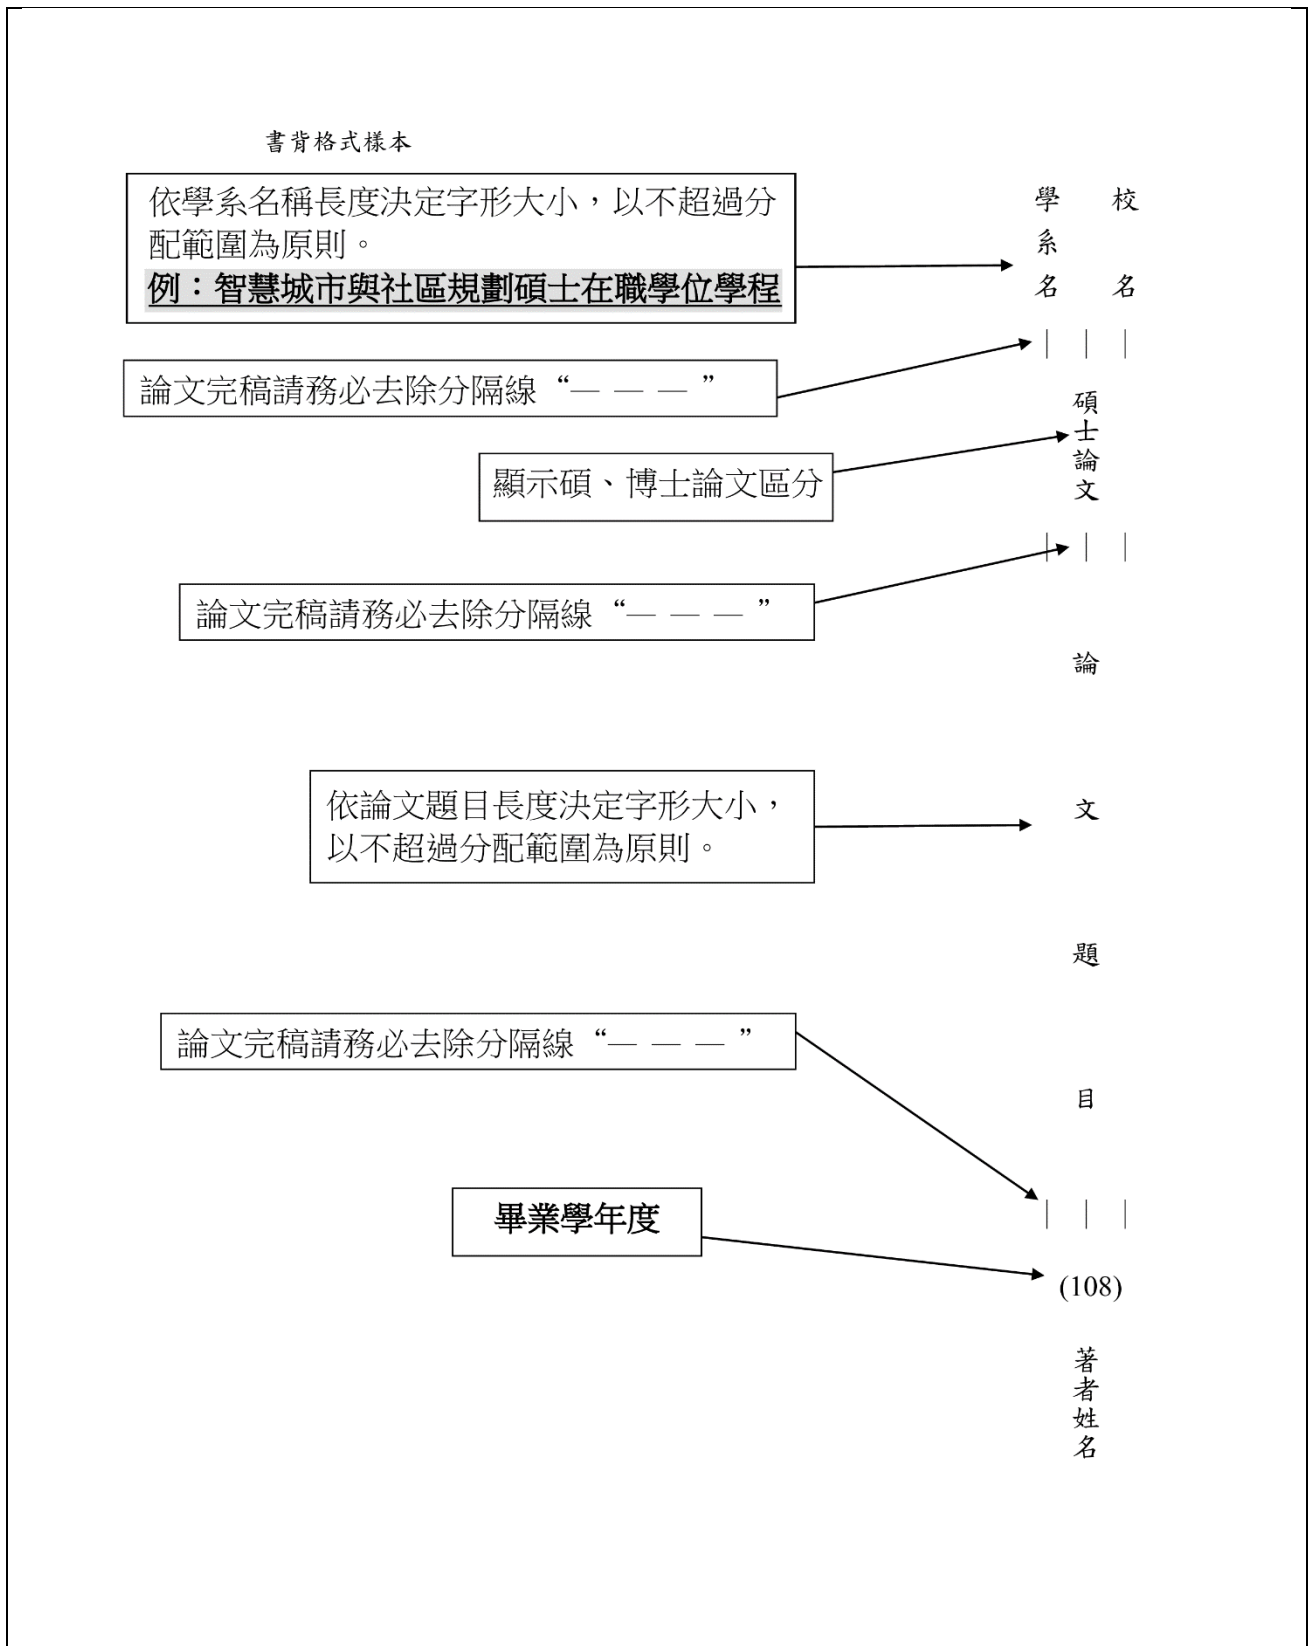 書背格式樣本
依學系名稱長度決定字形大小，以不超過分
配範圍為原則。
例：智慧城市與社區規劃碩士在職學位學程
校名
學系名
｜｜｜
論文完稿請務必去除分隔線“— — —”
碩士論文
顯示碩、博士論文區分
｜｜｜
論文完稿請務必去除分隔線“— — —”
論文題目
依論文題目長度決定字形大小，
以不超過分配範圍為原則。
論文完稿請務必去除分隔線“— — —”
｜｜｜
畢業學年度
(108)
著者姓名